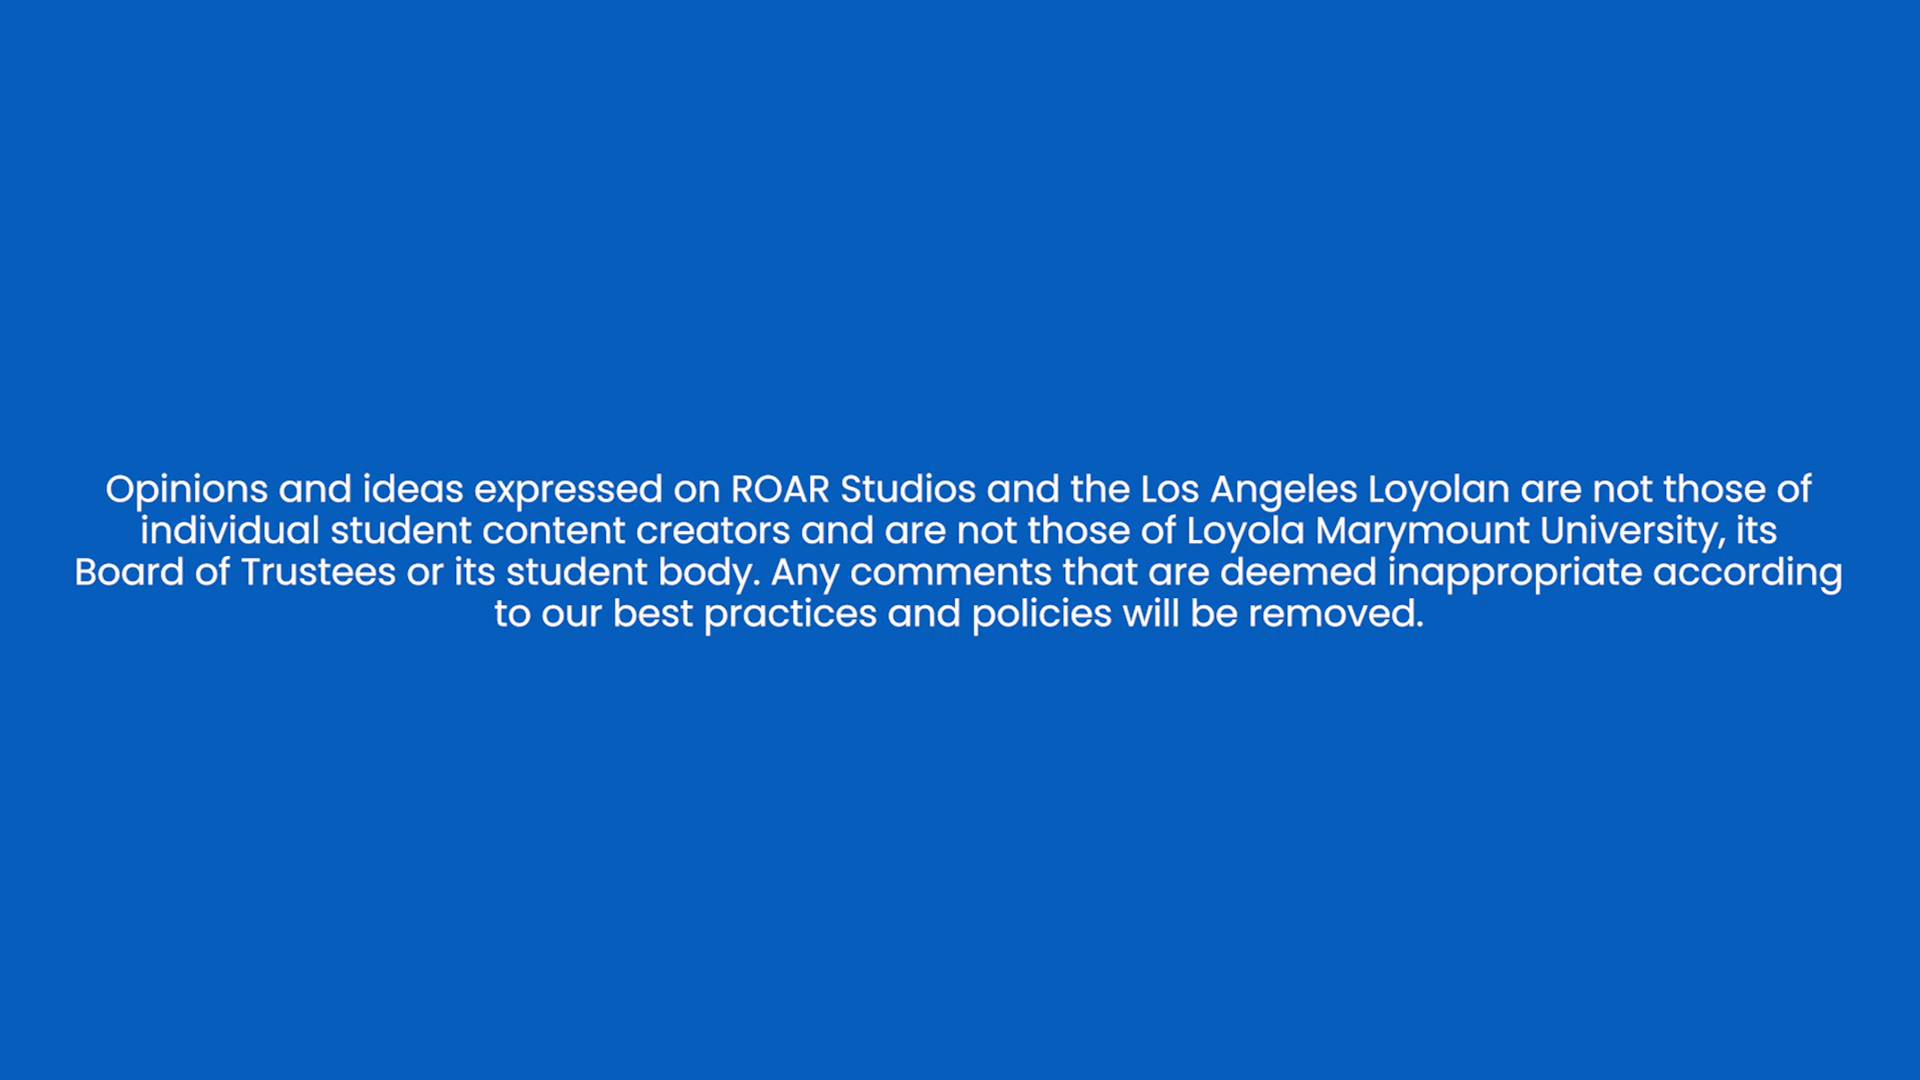 Opinions and ideas expressed on ROAR Studios and the Los Angeles Loyolan are not those of
individual student content creators and are not those of Loyola Marymount University, its
Board of Trustees or its student body. Any comments that are deemed inappropriate according
to our best practices and policies will be removed.